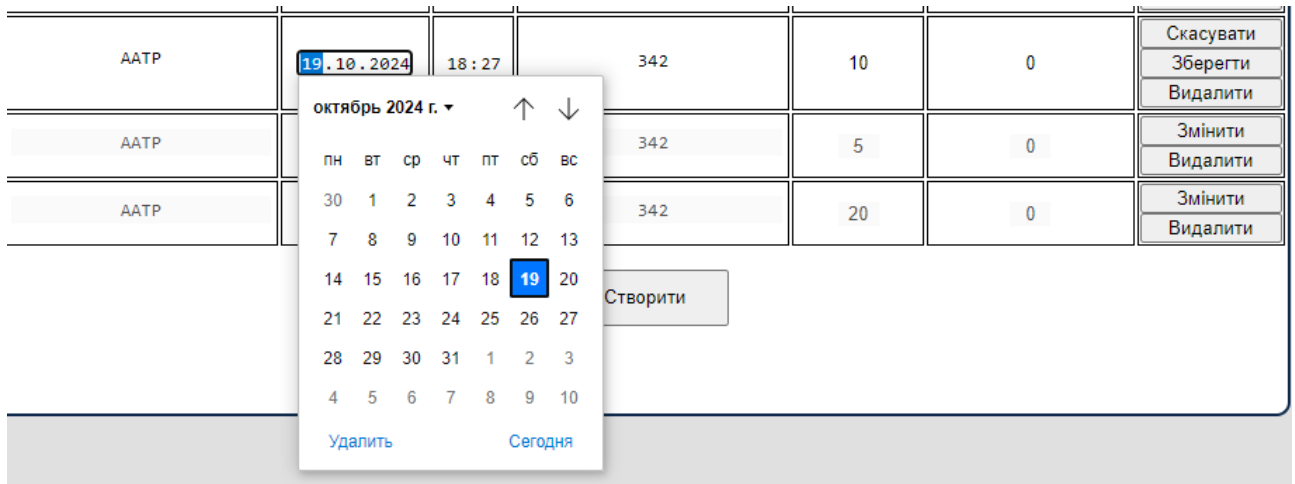 ААТР 19.10.2024 18:27 342 10 0 Скасувати
Зберегти
Видалити
октябрь 2024 г.
ААТР 342 5 0 Змінити
Видалити
пн вт ср чт пт сб вс
30 1 2 3 4 5 6
ААТР 342 20 0 Змінити
Видалити
7 8 9 10 11 12 13
14 15 16 17 18 19 20
Створити
21 22 23 24 25 26 27
28 29 30 31 1 2 3
4 5 6 7 8 9 10
Удалить Сегодня